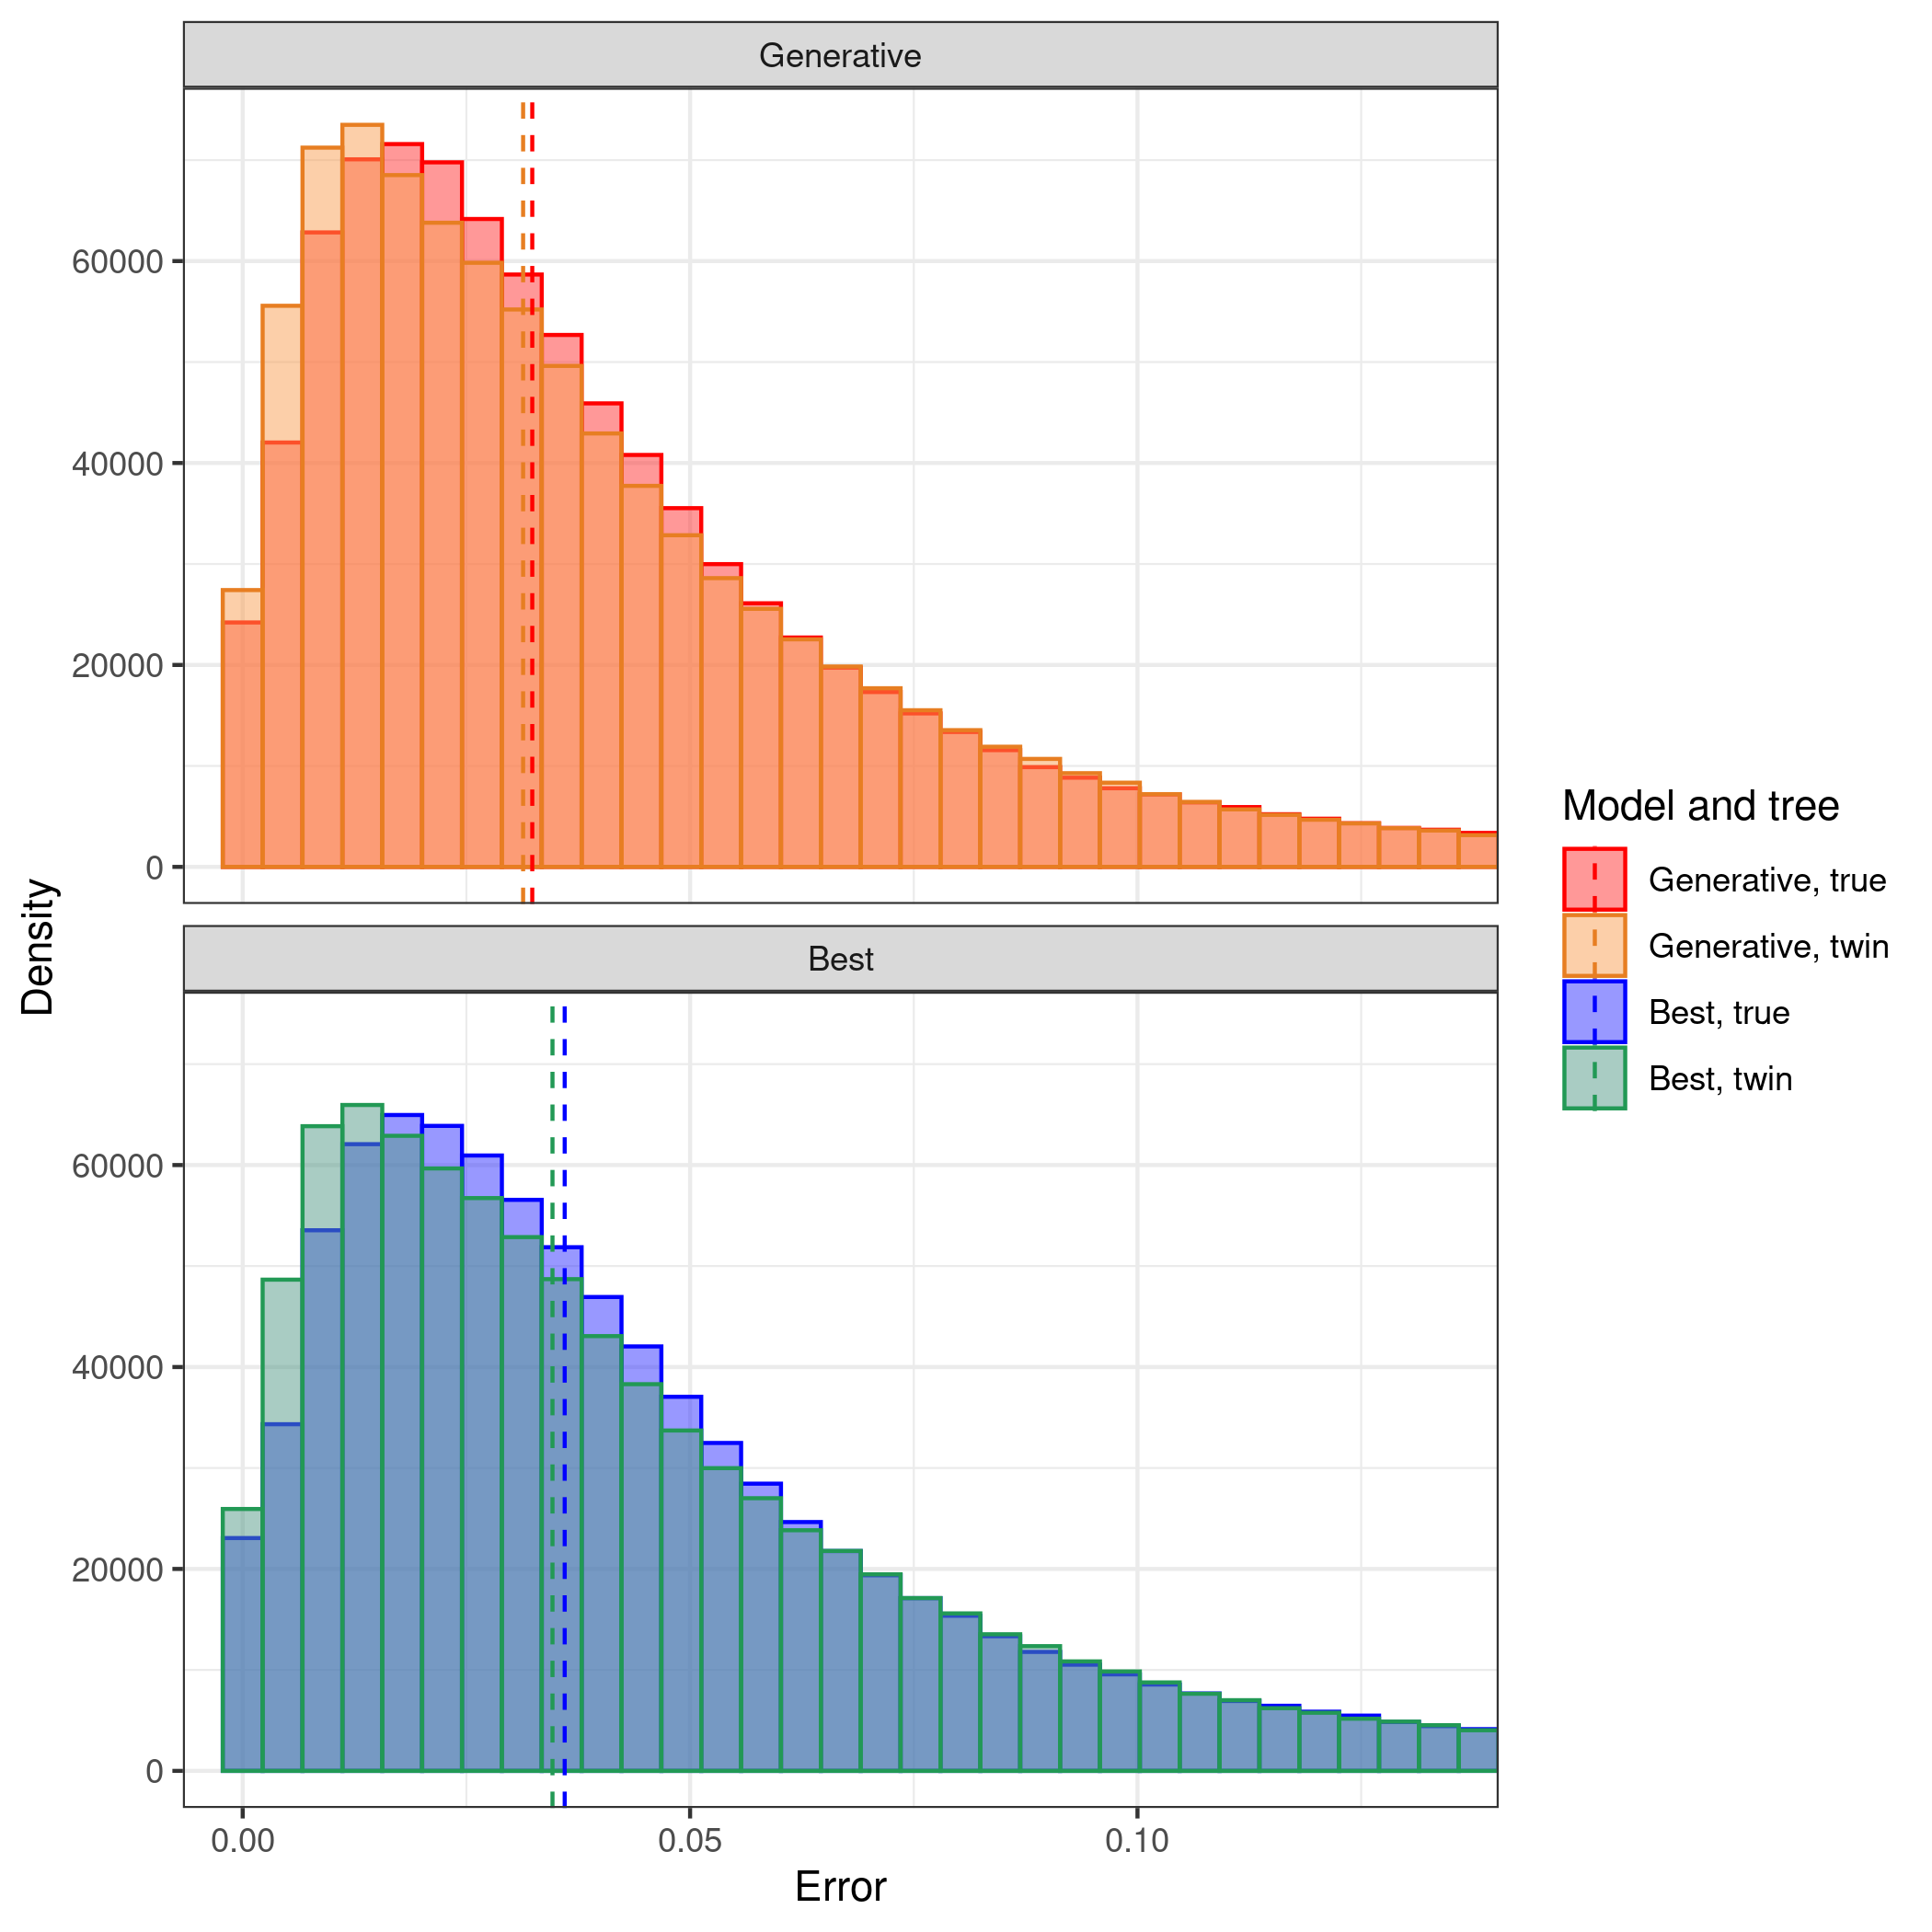 Generative
60000
40000
20000
0
Density
Best
60000
40000
20000
0
0.00 0.05 0.10
Error
Model and tree
Generative, true
Generative, twin
Best, true
Best, twin